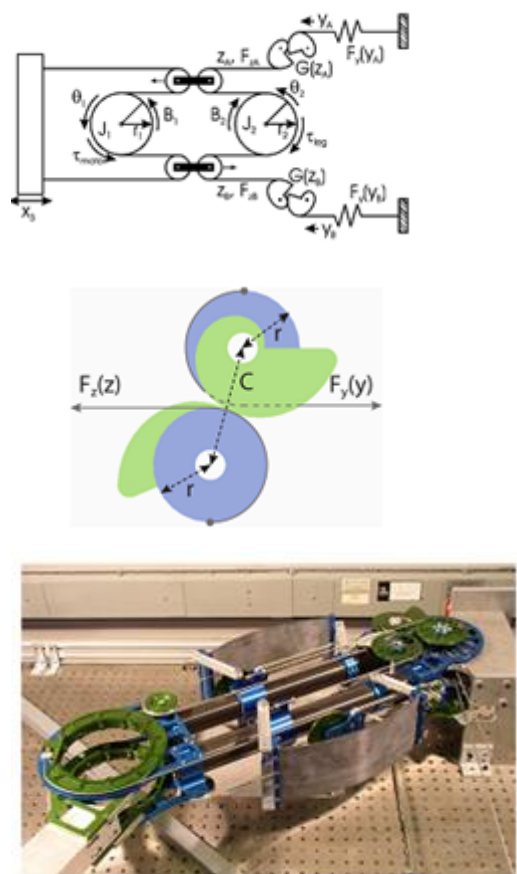 y_A
z_A, F_zA
F_y(y_A)
G(z_A)
θ_1
θ_2
J_1
r_1
B_1
B_2
J_2
r_2
τ_motor
τ_leg
x_3
z_B, F_zB
G(z_B)
F_y(y_B)
y_B
r
F_z(z)
C
F_y(y)
r